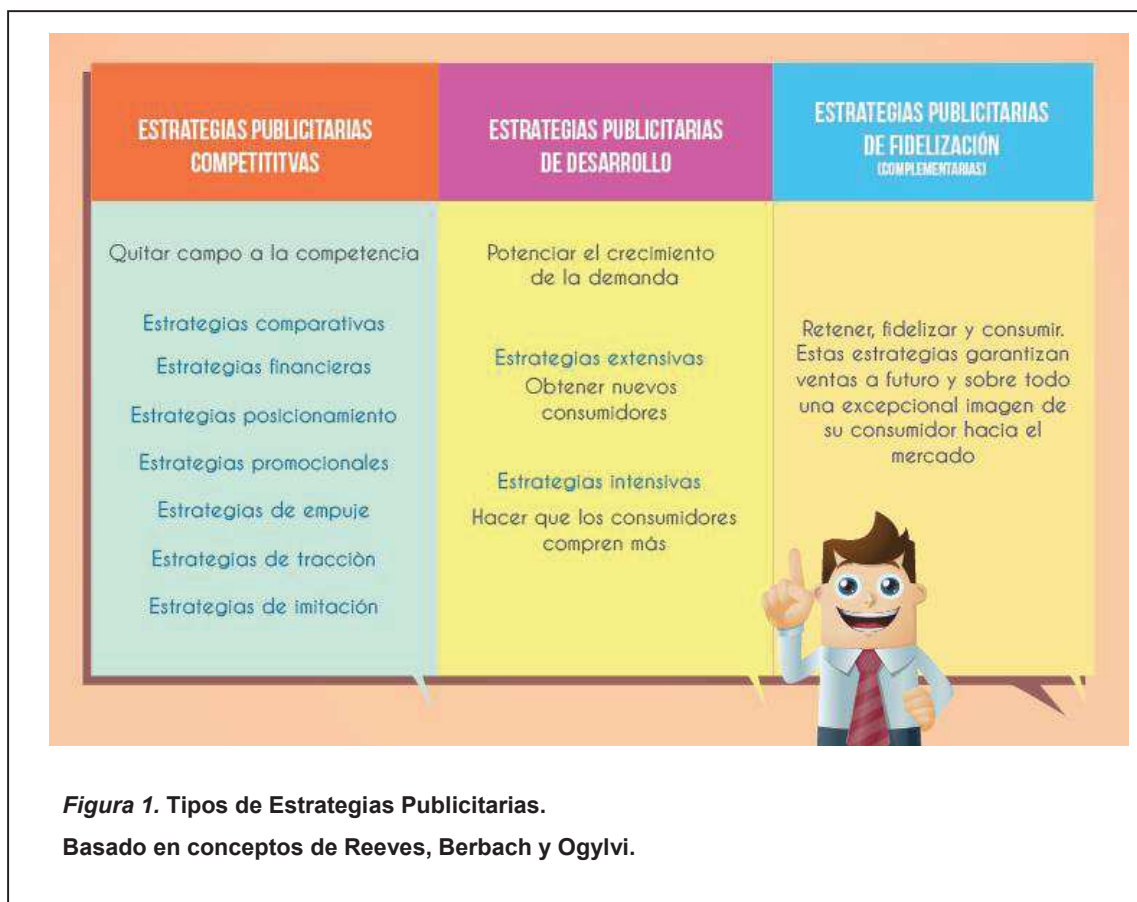 ESTRATEGIAS PUBLICITARIAS
COMPETITITVAS
Quitar campo a la competencia
Estrategias comparativas
Estrategias financieras
Estrategias posicionamiento
Estrategias promocionales
Estrategias de empuje
Estrategias de tracciòn
Estrategias de imitación
ESTRATEGIAS PUBLICITARIAS
DE DESARROLLO
Potenciar el crecimiento
de la demanda
Estrategias extensivas
Obtener nuevos
consumidores
Estrategias intensivas
Hacer que los consumidores
compren más
ESTRATEGIAS PUBLICITARIAS
DE FIDELIZACIÓN
(COMPLEMENTARIAS)
Retener, fidelizar y consumir.
Estas estrategias garantizan
ventas a futuro y sobre todo
una excepcional imagen de
su consumidor hacia el
mercado
Figura 1. Tipos de Estrategias Publicitarias.
Basado en conceptos de Reeves, Berbach y Ogylvi.